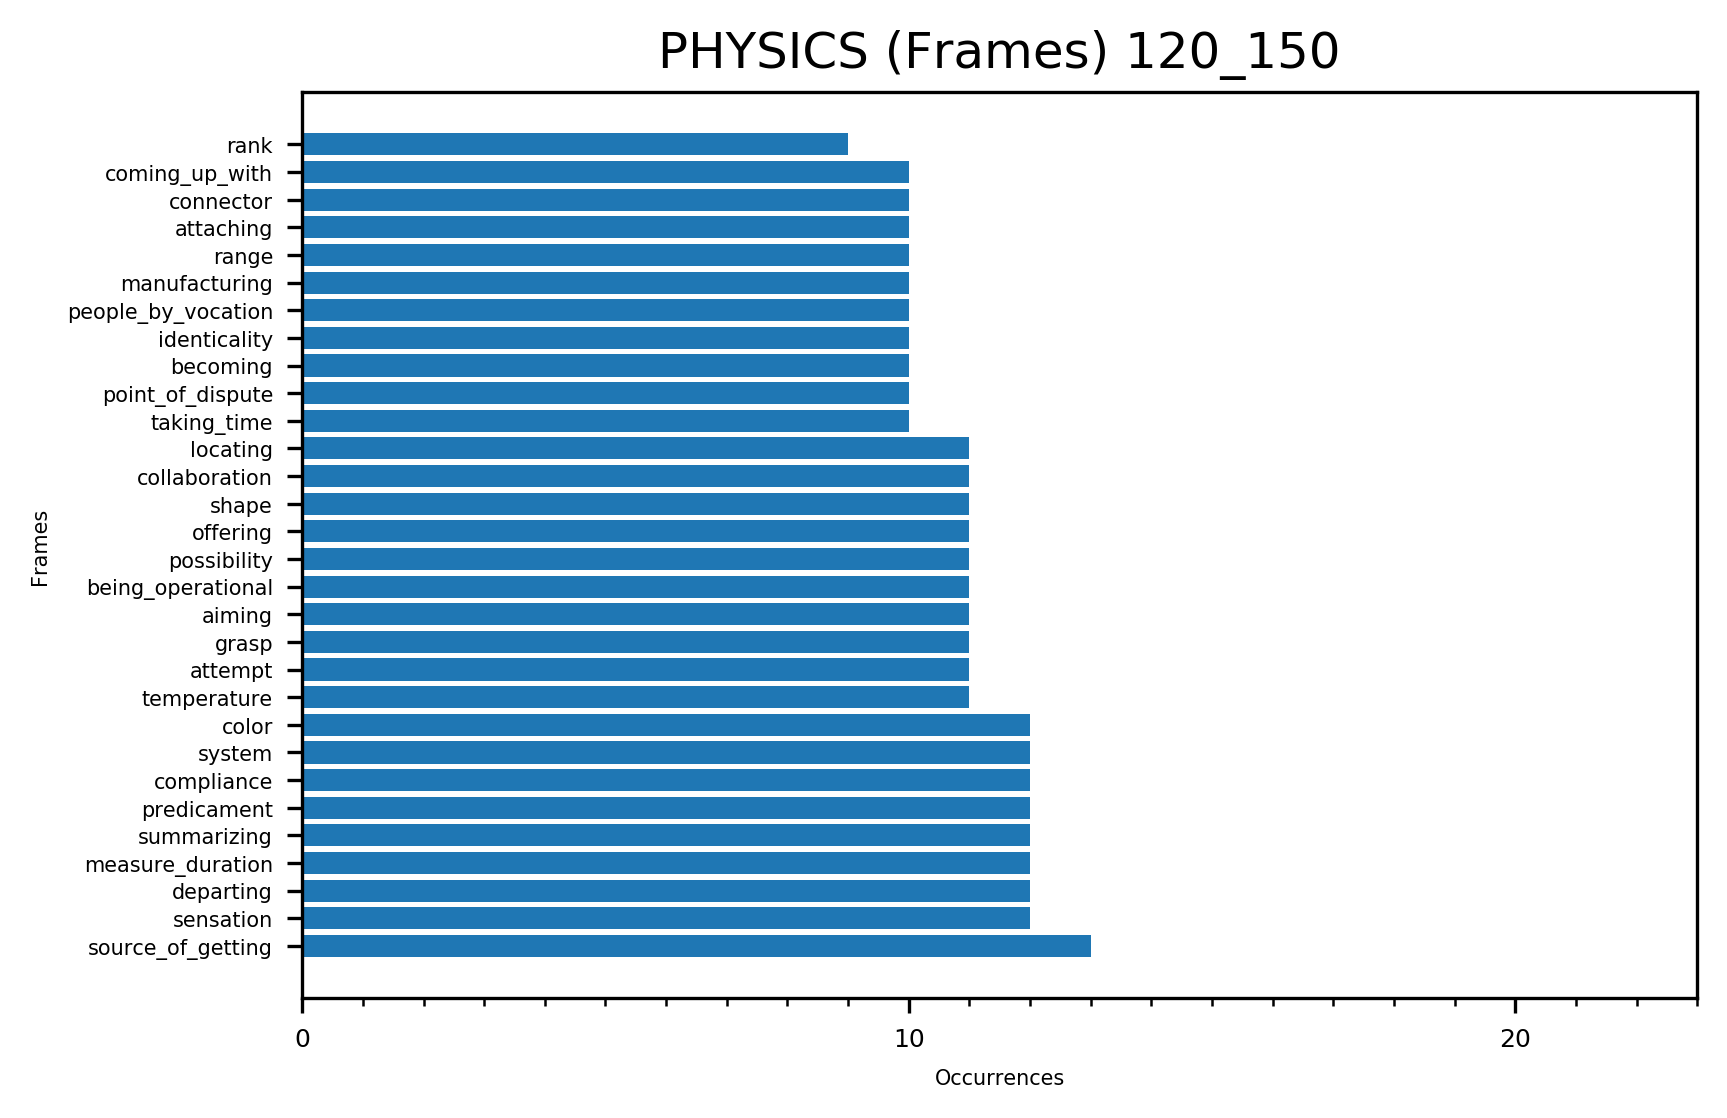 PHYSICS (Frames) 120_150
rank
coming_up_with
connector
attaching
range
manufacturing
people_by_vocation
identicality
becoming
point_of_dispute
taking_time
locating
collaboration
shape
offering
possibility
being_operational
aiming
grasp
attempt
temperature
color
system
compliance
predicament
summarizing
measure_duration
departing
sensation
source_of_getting
Frames
0 10 20
Occurrences